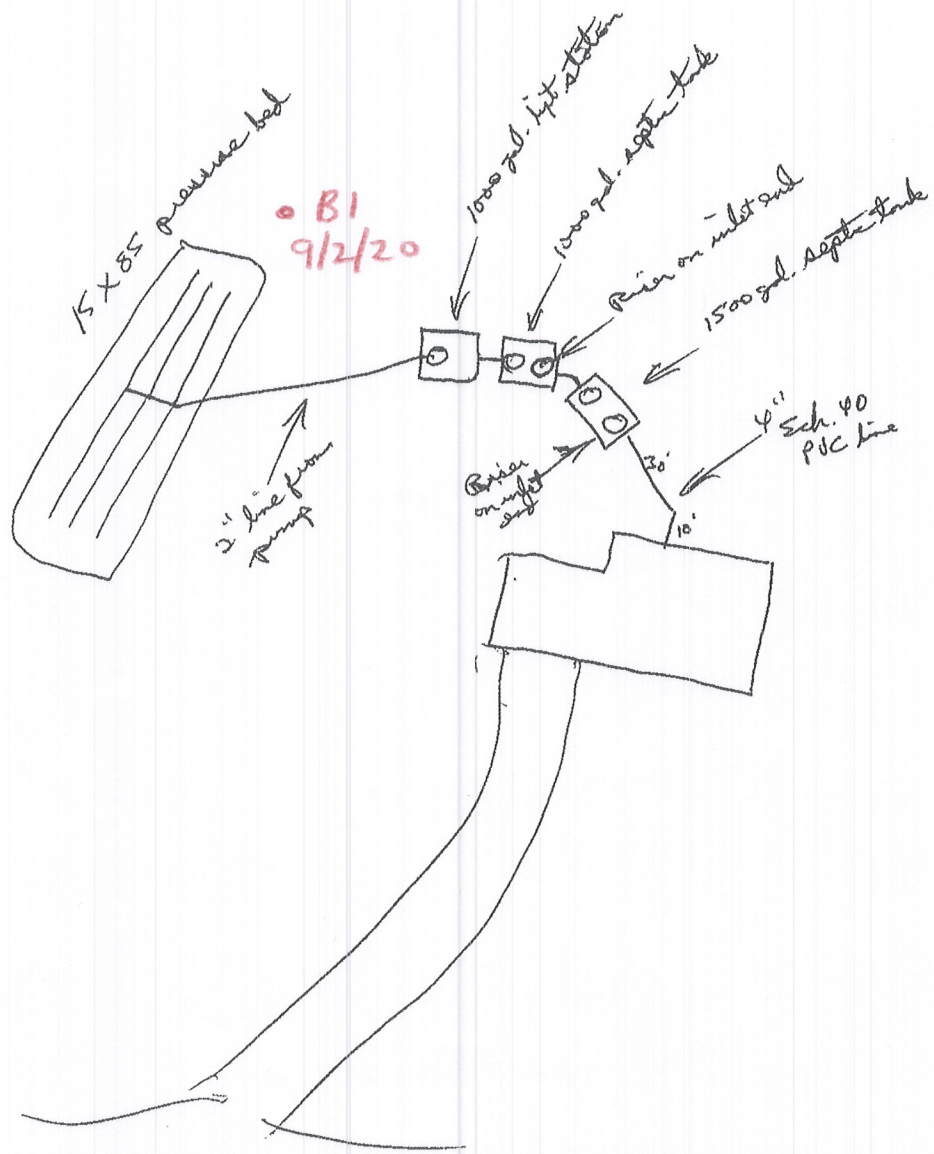 1000 gal. lift station
1000 gal. septic tank
15 X 85 pressure bed
• B1
9/2/20
Riser on inlet end
1500 gal. septic tank
4" Sch. 40
PVC line
30'
Riser
on inlet
end
10'
2" line from
pump